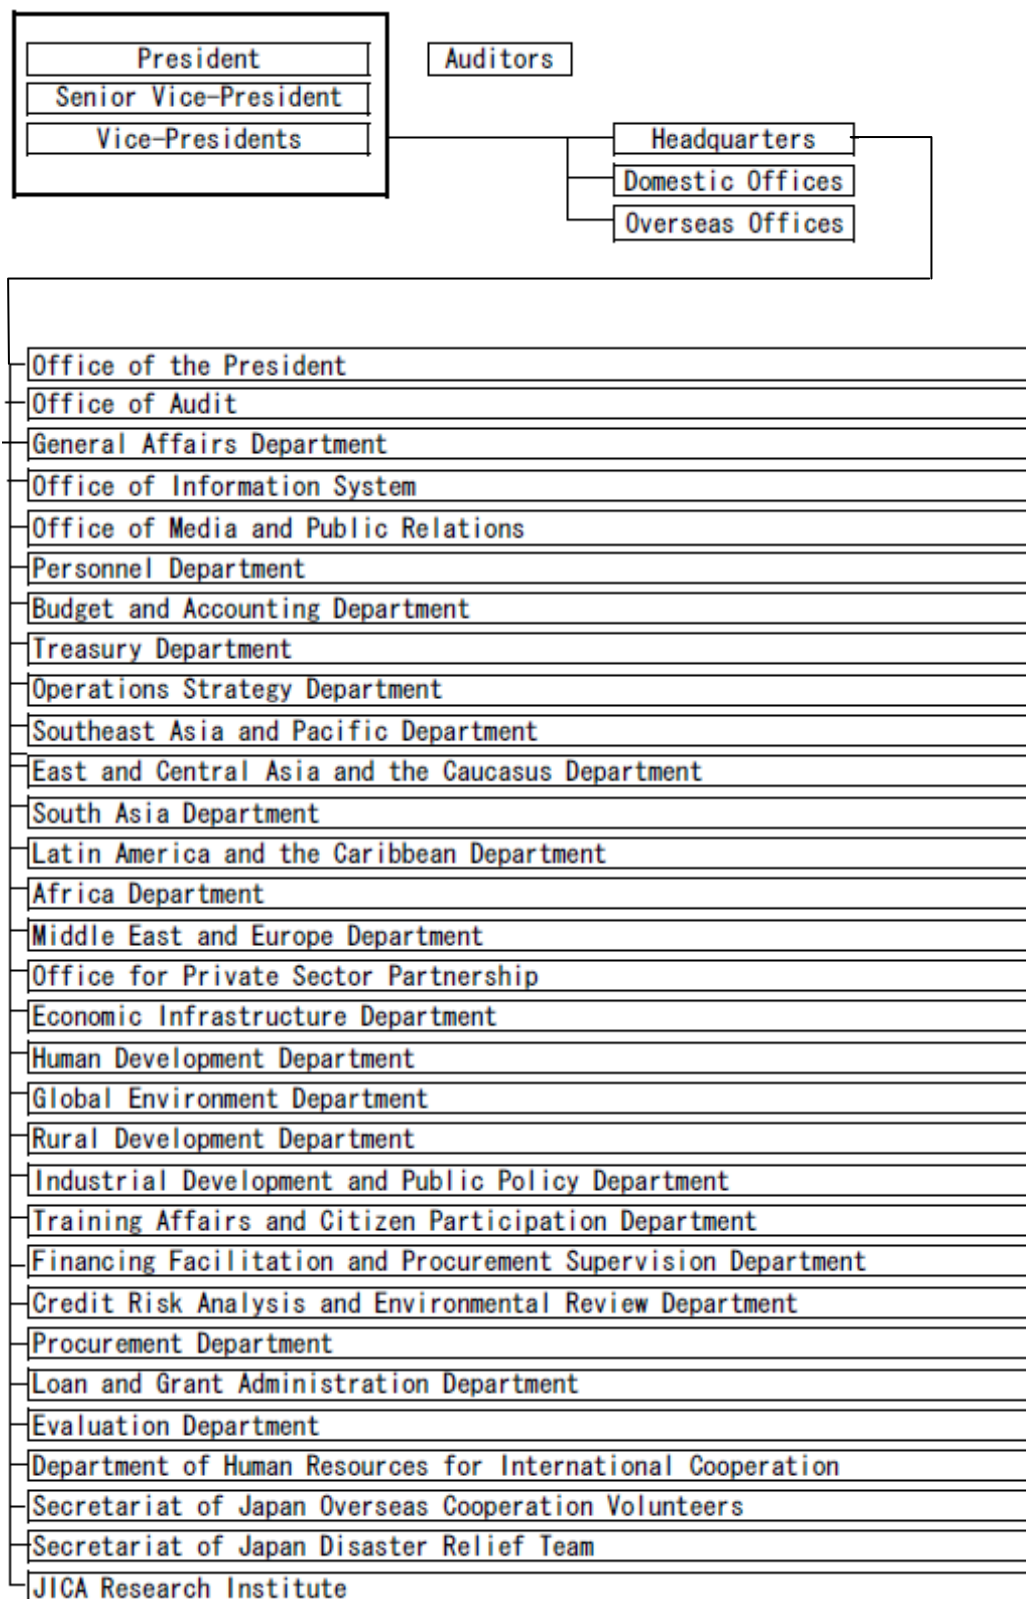 President
Auditors
Senior Vice-President
Vice-Presidents
Headquarters
Domestic Offices
Overseas Offices
Office of the President
Office of Audit
General Affairs Department
Office of Information System
Office of Media and Public Relations
Personnel Department
Budget and Accounting Department
Treasury Department
Operations Strategy Department
Southeast Asia and Pacific Department
East and Central Asia and the Caucasus Department
South Asia Department
Latin America and the Caribbean Department
Africa Department
Middle East and Europe Department
Office for Private Sector Partnership
Economic Infrastructure Department
Human Development Department
Global Environment Department
Rural Development Department
Industrial Development and Public Policy Department
Training Affairs and Citizen Participation Department
Financing Facilitation and Procurement Supervision Department
Credit Risk Analysis and Environmental Review Department
Procurement Department
Loan and Grant Administration Department
Evaluation Department
Department of Human Resources for International Cooperation
Secretariat of Japan Overseas Cooperation Volunteers
Secretariat of Japan Disaster Relief Team
JICA Research Institute